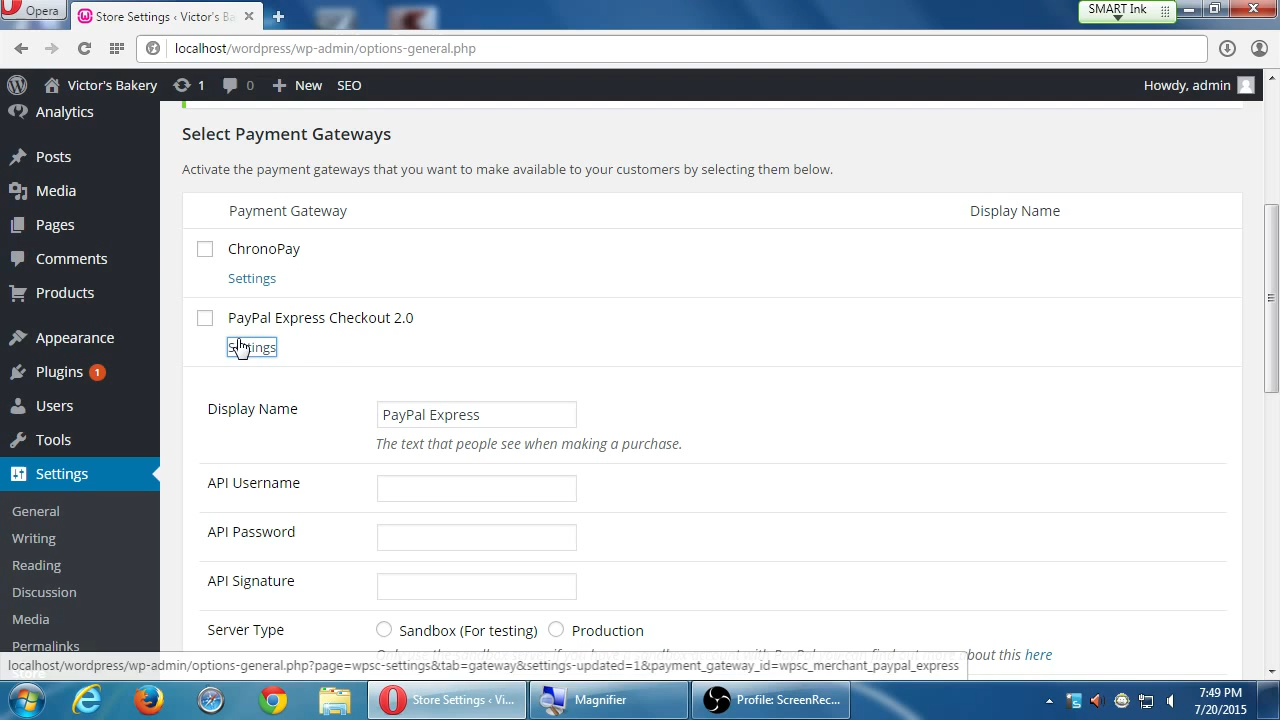 Opera
Store Settings ‹ Victor's Ba
SMART Ink
localhost/wordpress/wp-admin/options-general.php
Victor's Bakery
1
0
New
SEO
Howdy, admin
Analytics
Posts
Media
Pages
Comments
Products
Appearance
Plugins 1
Users
Tools
Settings
General
Writing
Reading
Discussion
Media
Permalinks
Select Payment Gateways
Activate the payment gateways that you want to make available to your customers by selecting them below.
Payment Gateway
Display Name
ChronoPay
Settings
PayPal Express Checkout 2.0
Settings
Display Name
PayPal Express
The text that people see when making a purchase.
API Username
API Password
API Signature
Server Type
Sandbox (For testing)
Production
about this here
localhost/wordpress/wp-admin/options-general.php?page=wpsc-settings&tab=gateway&settings-updated=1&payment_gateway_id=wpsc_merchant_paypal_express
Store Settings ‹ Vi...
Magnifier
Profile: ScreenRec...
7:49 PM
7/20/2015